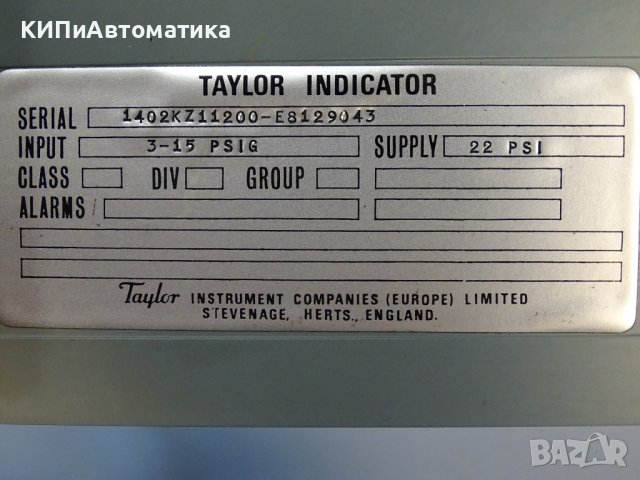 КИПиАвтоматика
TAYLOR INDICATOR
SERIAL 1402KZ11200-E8129043
INPUT 3-15 PSIG SUPPLY 22 PSI
CLASS DIV GROUP
ALARMS
Taylor INSTRUMENT COMPANIES (EUROPE) LIMITED
STEVENAGE, HERTS., ENGLAND.
BAZAR